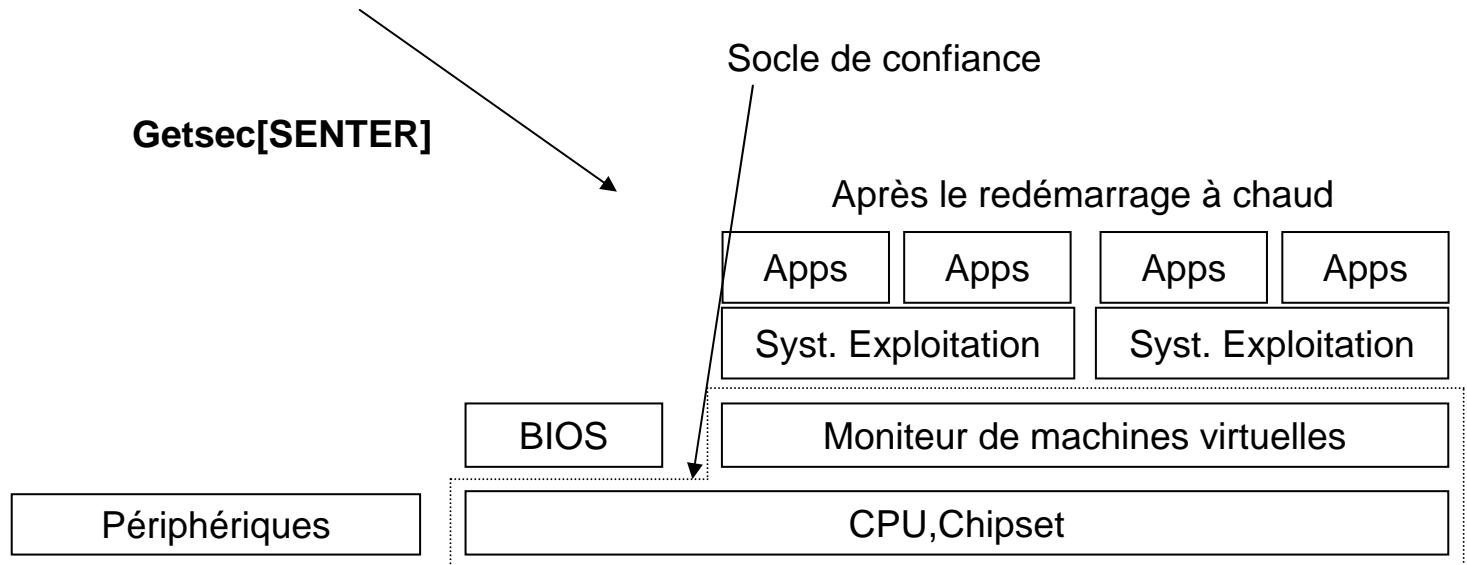 Socle de confiance
Getsec[SENTER]
Après le redémarrage à chaud
Apps Apps Apps Apps
Syst. Exploitation Syst. Exploitation
BIOS Moniteur de machines virtuelles
Périphériques CPU,Chipset